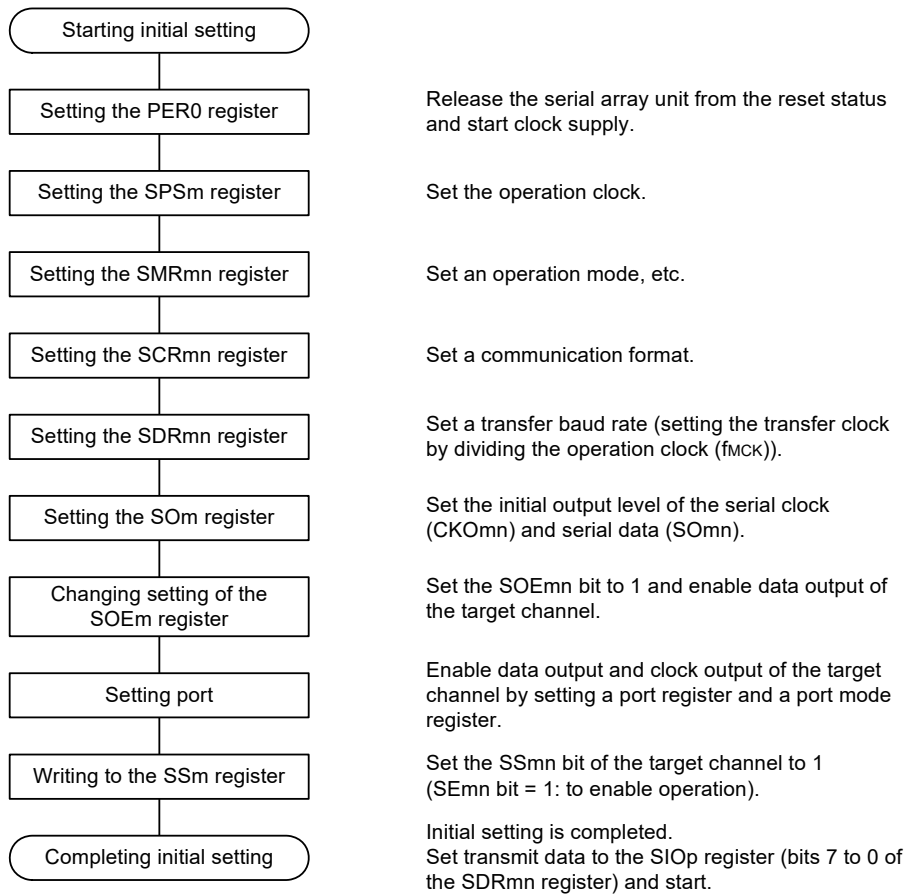 Starting initial setting
Setting the PER0 register
Release the serial array unit from the reset status
and start clock supply.
Setting the SPSm register
Set the operation clock.
Setting the SMRmn register
Set an operation mode, etc.
Setting the SCRmn register
Set a communication format.
Setting the SDRmn register
Set a transfer baud rate (setting the transfer clock
by dividing the operation clock (fMCK)).
Setting the SOm register
Set the initial output level of the serial clock
(CKOmn) and serial data (SOmn).
Changing setting of the
SOEm register
Set the SOEmn bit to 1 and enable data output of
the target channel.
Setting port
Enable data output and clock output of the target
channel by setting a port register and a port mode
register.
Writing to the SSm register
Set the SSmn bit of the target channel to 1
(SEmn bit = 1: to enable operation).
Completing initial setting
Initial setting is completed.
Set transmit data to the SIOp register (bits 7 to 0 of
the SDRmn register) and start.